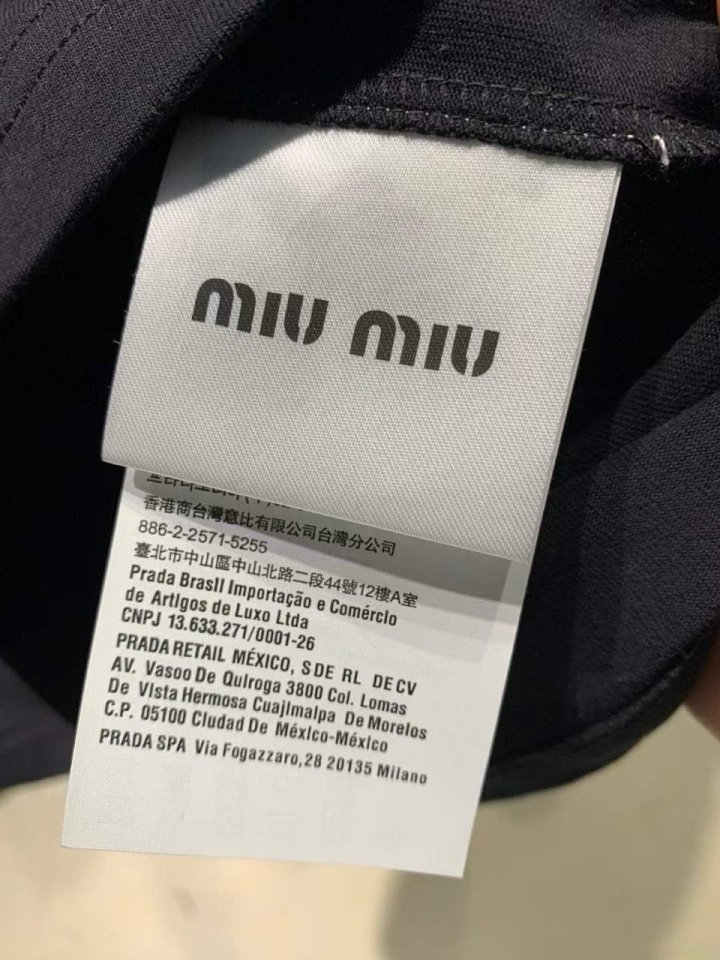 miu miu
香港商台灣意比有限公司台灣分公司
886-2-2571-5255
臺北市中山區中山北路二段44號12樓A室
Prada Brasil Importação e Comércio
de Artigos de Luxo Ltda
CNPJ 13.633.271/0001-26
PRADA RETAIL MÉXICO, S DE RL DE CV
AV. Vasoo De Quiroga 3800 Col. Lomas
De Vista Hermosa Cuajimalpa De Morelos
C.P. 05100 Ciudad De México-México
PRADA SPA Via Fogazzaro,28 20135 Milano